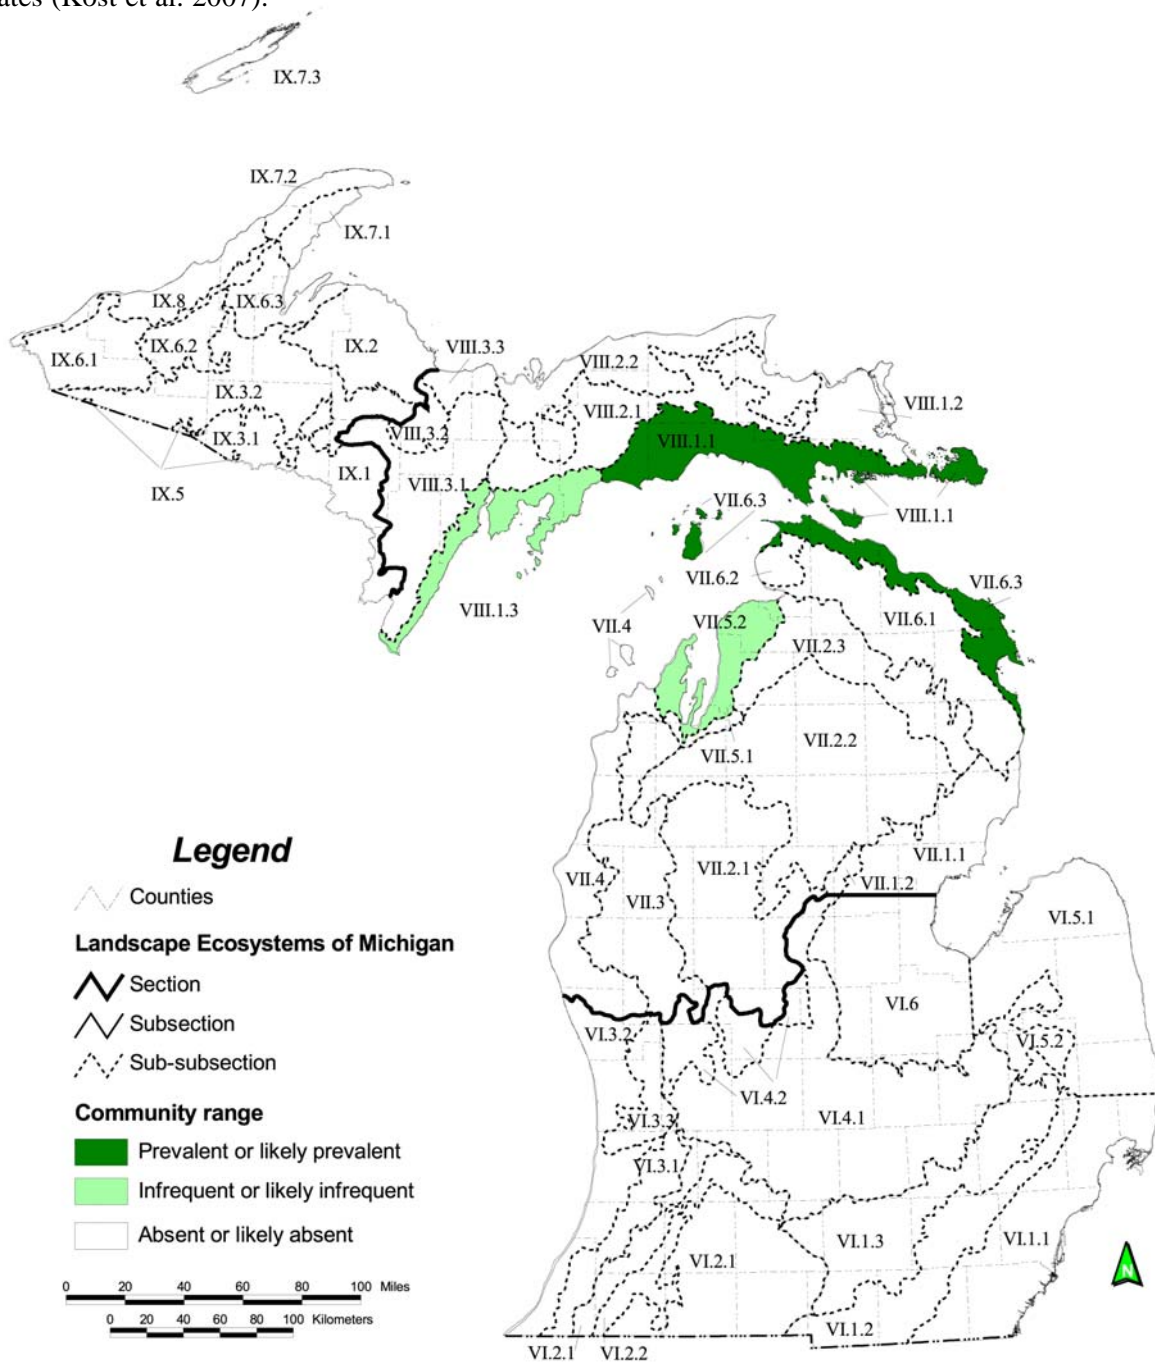 ates (Kost et al. 2007).
IX.7.3
IX.7.2
IX.7.1
IX.8
IX.6.3
IX.6.1
IX.6.2
IX.2
VIII.3.3
VIII.2.2
IX.3.2
VIII.2.1
VIII.1.2
IX.3.1
VIII.3.2
VIII.1.1
IX.1
VIII.3.1
IX.5
VII.6.3
VIII.1.1
VII.6.2
VII.6.3
VIII.1.3
VII.4
VII.5.2
VII.6.1
VII.2.3
VII.5.1
VII.2.2
VII.1.1
VII.4
VII.3
VII.2.1
VII.1.2
VI.5.1
VI.6
VI.3.2
VI.5.2
VI.4.2
VI.3.3
VI.4.1
VI.3.1
VI.1.3
VI.1.1
VI.2.1
VI.1.2
VI.2.1
VI.2.2
Legend
Counties
Landscape Ecosystems of Michigan
Section
Subsection
Sub-subsection
Community range
Prevalent or likely prevalent
Infrequent or likely infrequent
Absent or likely absent
0 20 40 60 80 100 Miles
0 20 40 60 80 100 Kilometers
N